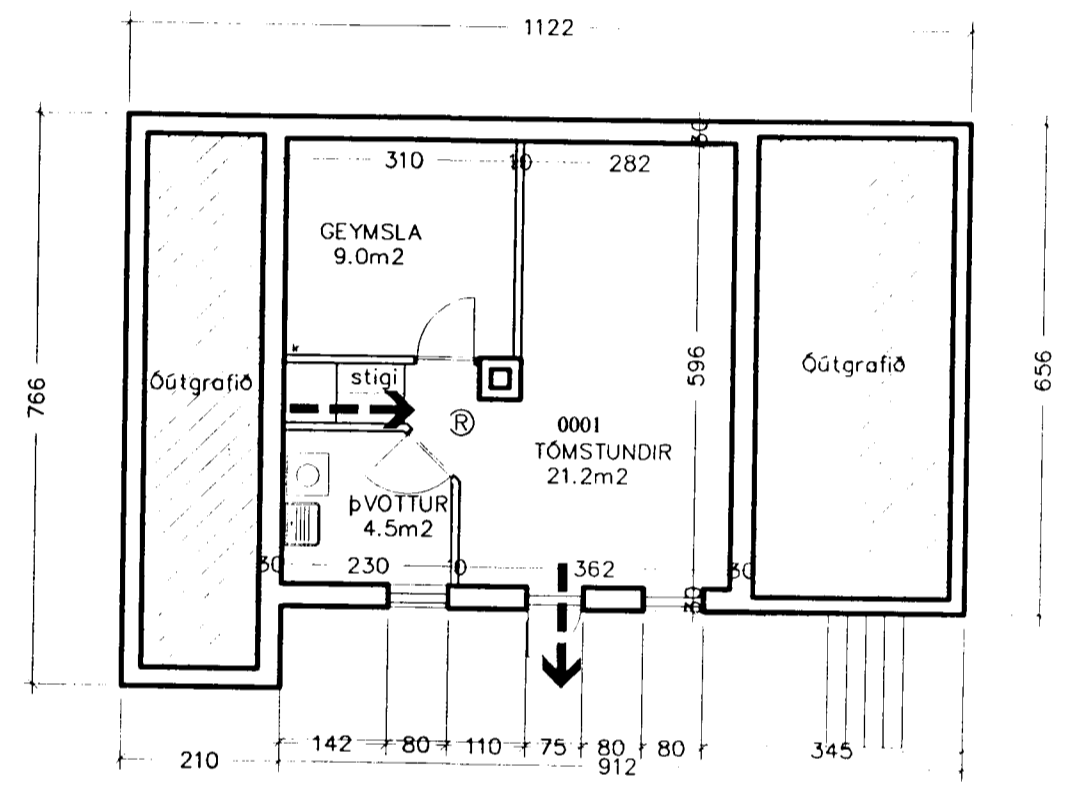 1122
30
310
10
282
GEYMSLA
9.0m2
766
656
596
Óútgrafið
stigi
Óútgrafið
R
0001
TÓMSTUNDIR
21.2m2
ÞVOTTUR
4.5m2
30
230
10
362
30
30
142
80
110
75
80
80
345
210
912